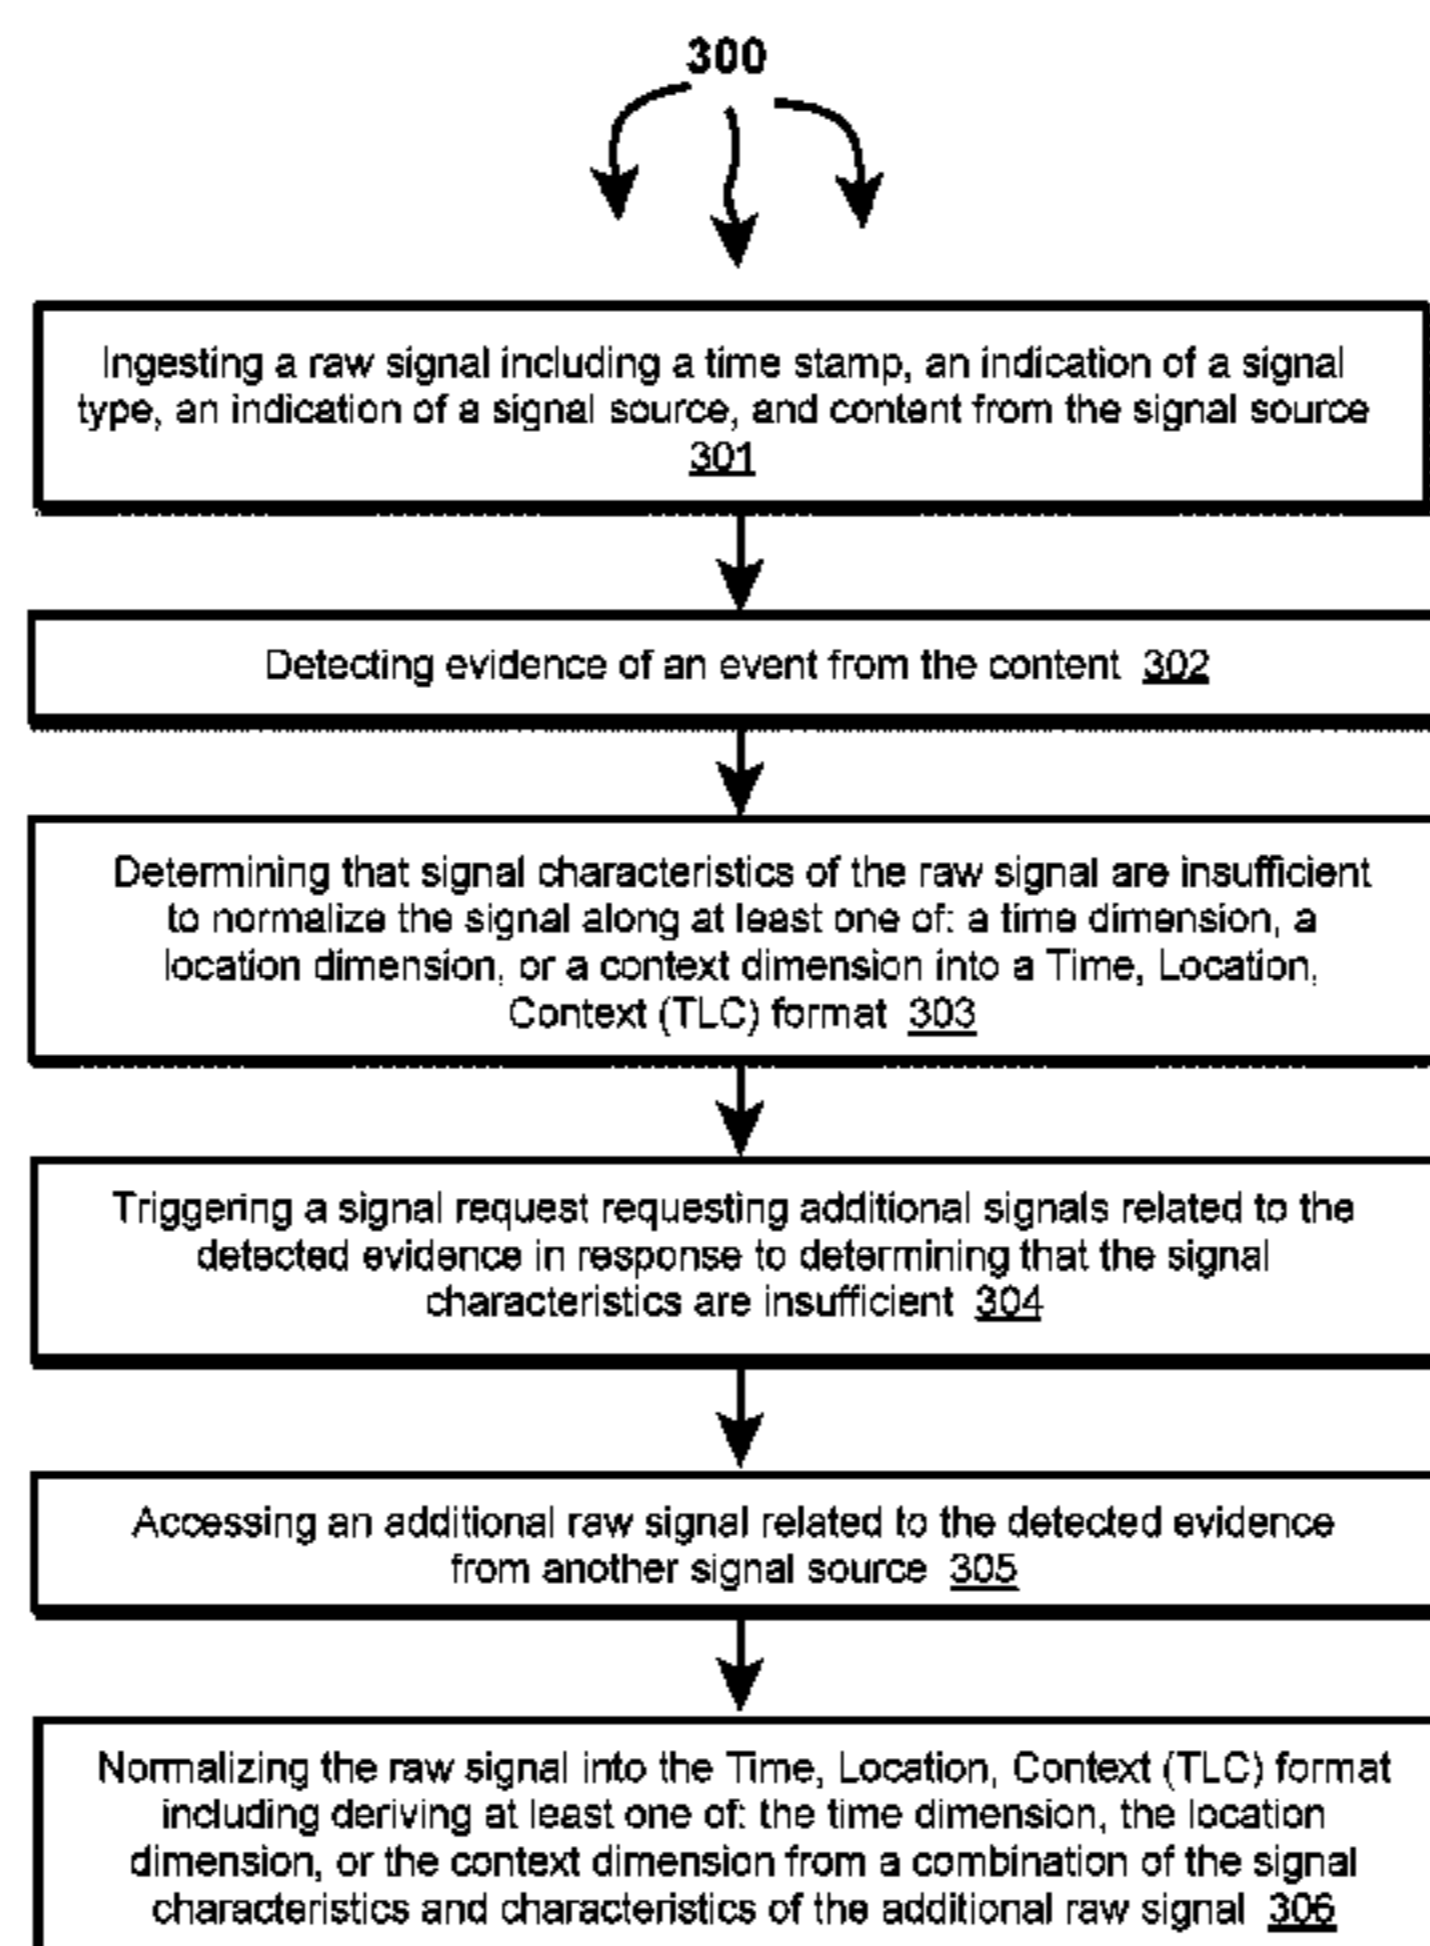 300
Ingesting a raw signal including a time stamp, an indication of a signal
type, an indication of a signal source, and content from the signal source
301
Detecting evidence of an event from the content 302
Determining that signal characteristics of the raw signal are insufficient
to normalize the signal along at least one of: a time dimension, a
location dimension, or a context dimension into a Time, Location,
Context (TLC) format 303
Triggering a signal request requesting additional signals related to the
detected evidence in response to determining that the signal
characteristics are insufficient 304
Accessing an additional raw signal related to the detected evidence
from another signal source 305
Normalizing the raw signal into the Time, Location, Context (TLC) format
including deriving at least one of: the time dimension, the location
dimension, or the context dimension from a combination of the signal
characteristics and characteristics of the additional raw signal 306